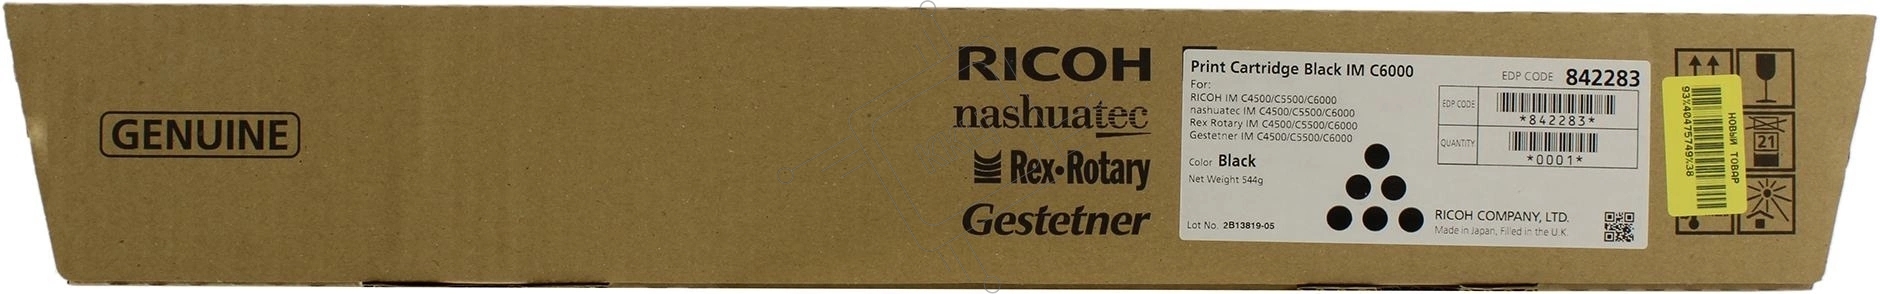 GENUINE
RICOH
nashuatec
Rex-Rotary
Gestetner
Print Cartridge Black IM C6000
EDP CODE 842283
For:
RICOH IM C4500/C5500/C6000
nashuatec IM C4500/C5500/C6000
Rex Rotary IM C4500/C5500/C6000
Gestetner IM C4500/C5500/C6000
EDP CODE
*842283*
QUANTITY
*0001*
Color Black
Net Weight 544g
Lot No. 2B13819-05
RICOH COMPANY, LTD.
Made in Japan, Filled in the U.K.
НОВЫЙ ТОВАР
93%40475749%38
21